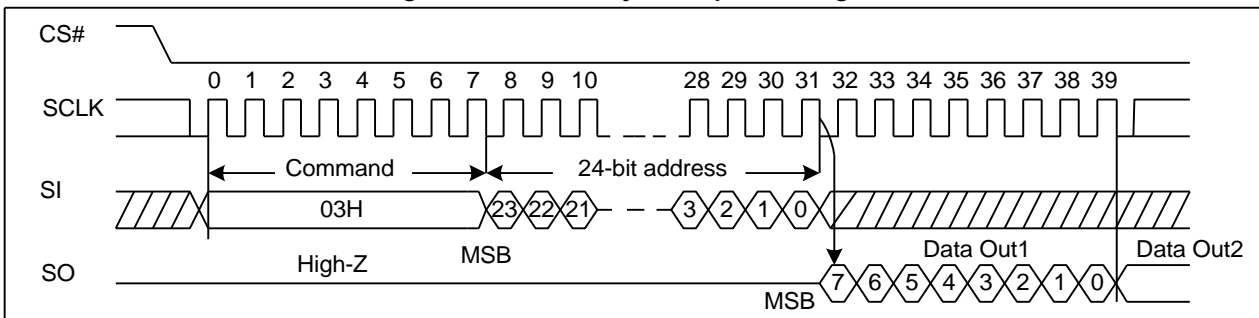 CS#
0 1 2 3 4 5 6 7 8 9 10 28 29 30 31 32 33 34 35 36 37 38 39
SCLK
Command 24-bit address
SI
03H 23 22 21 3 2 1 0
High-Z MSB Data Out1 Data Out2
SO
MSB 7 6 5 4 3 2 1 0